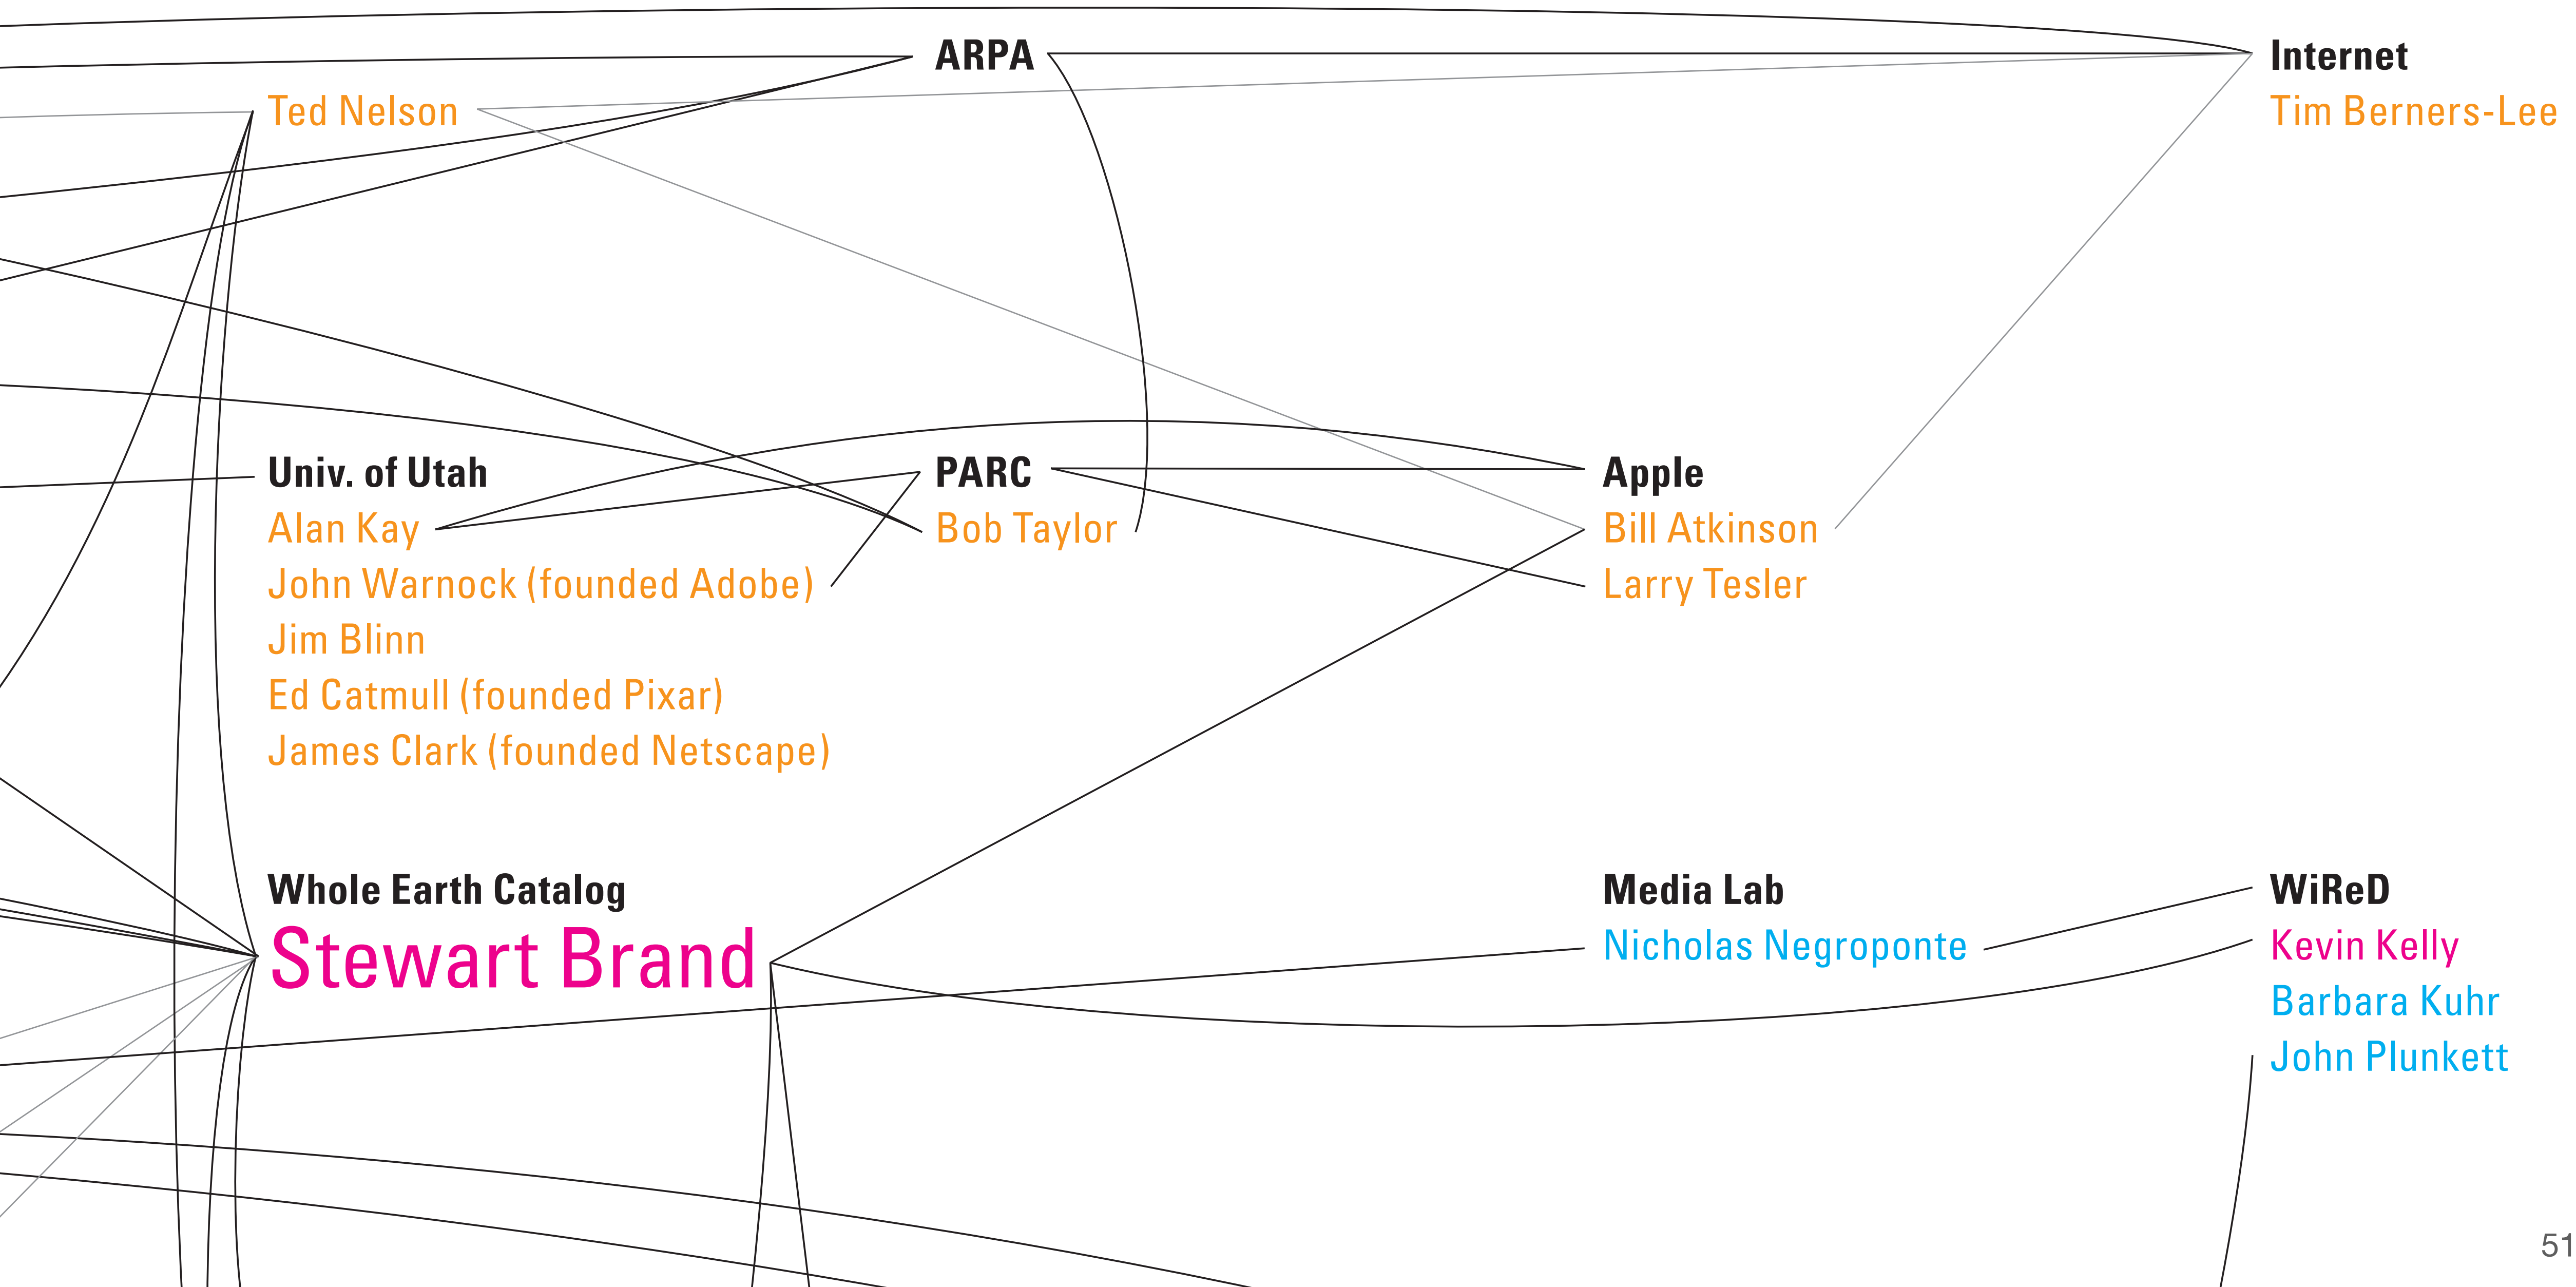 ARPA
Internet
Ted Nelson
Tim Berners-Lee
Univ. of Utah
Alan Kay
John Warnock (founded Adobe)
Jim Blinn
Ed Catmull (founded Pixar)
James Clark (founded Netscape)
PARC
Bob Taylor
Apple
Bill Atkinson
Larry Tesler
Whole Earth Catalog
Stewart Brand
Media Lab
Nicholas Negroponte
WiReD
Kevin Kelly
Barbara Kuhr
John Plunkett
51